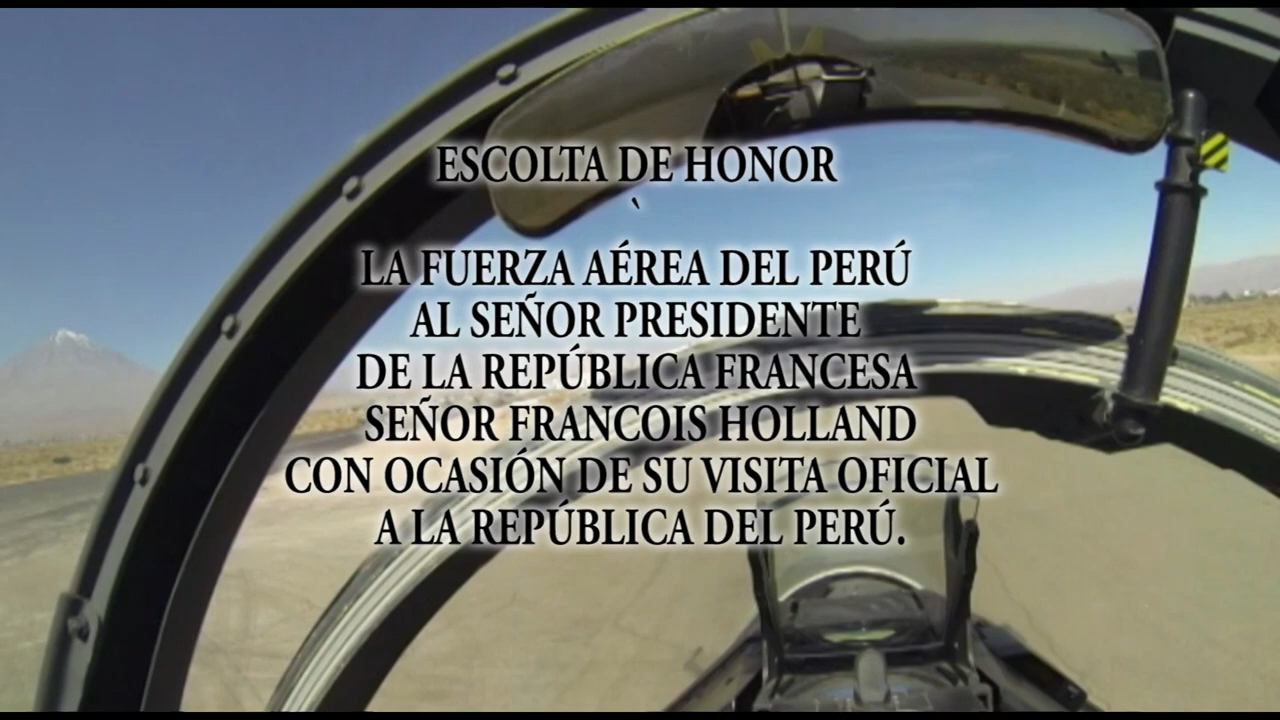 ESCOLTA DE HONOR
`
LA FUERZA AÉREA DEL PERÚ
AL SEÑOR PRESIDENTE
DE LA REPÚBLICA FRANCESA
SEÑOR FRANCOIS HOLLAND
CON OCASIÓN DE SU VISITA OFICIAL
A LA REPÚBLICA DEL PERÚ.